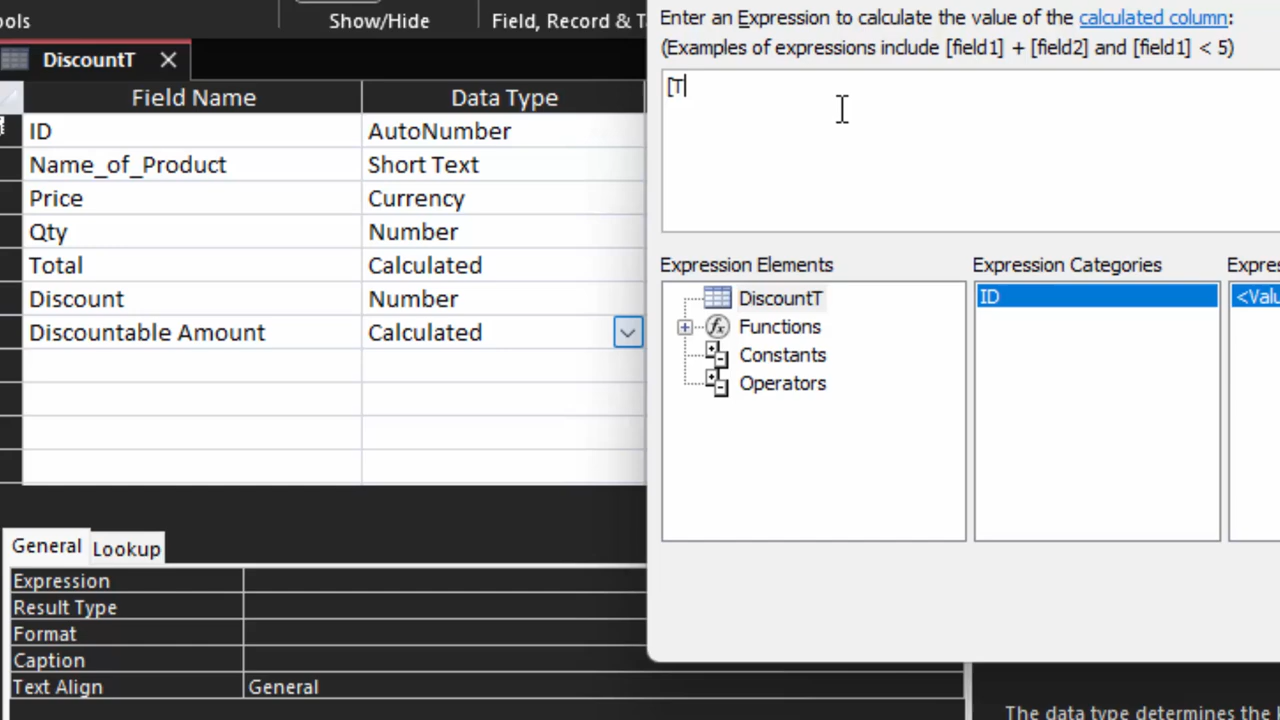 ools
Show/Hide
Field, Record & Ta
DiscountT
Field Name
Data Type
ID
AutoNumber
Name_of_Product
Short Text
Price
Currency
Qty
Number
Total
Calculated
Discount
Number
Discountable Amount
Calculated
General
Lookup
Expression
Result Type
Format
Caption
Text Align
General
Enter an Expression to calculate the value of the calculated column:
(Examples of expressions include [field1] + [field2] and [field1] < 5)
[T
Expression Elements
DiscountT
Functions
Constants
Operators
Expression Categories
ID
Expres
<Valu
The data type determines the